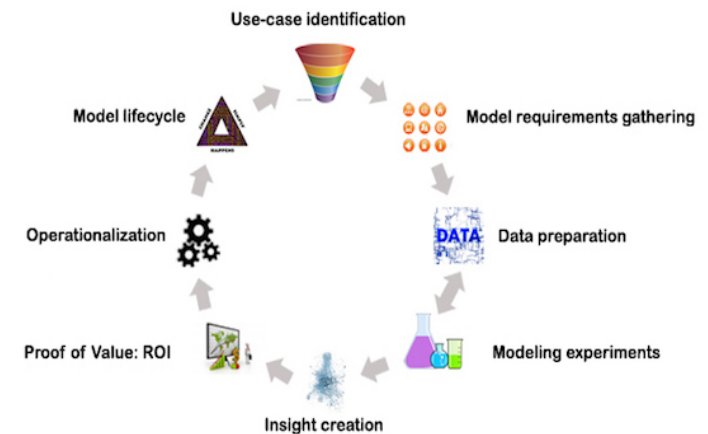 Use-case identification
Model lifecycle
Model requirements gathering
HAPPENS
Operationalization
DATA
Data preparation
Proof of Value: ROI
Modeling experiments
Insight creation